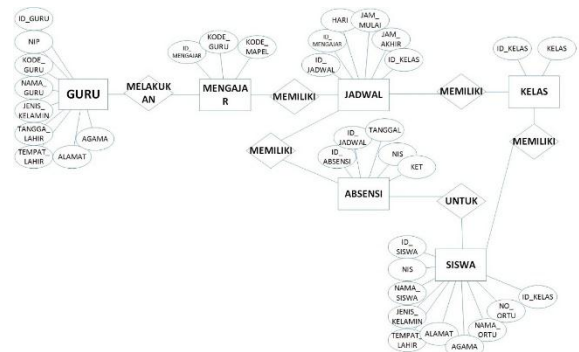 ID_GURU
NIP
KODE_
GURU
NAMA_
GURU
JENIS_
KELAMIN
TANGGA_
LAHIR
TEMPAT_
LAHIR
ALAMAT
AGAMA
GURU
MELAKU
KAN
ID_
MENGAJAR
KODE_
GURU
KODE_
MAPEL
MENGAJA
R
MEMILIKI
HARI
JAM_
MULAI
ID_
MENGAJAR
JAM_
AKHIR
ID_
JADWAL
ID_KELAS
JADWAL
MEMILIKI
ID_KELAS
KELAS
KELAS
MEMILIKI
MEMILIKI
ID_
JADWAL
TANGGAL
ID_
ABSENSI
NIS
KET
ABSENSI
UNTUK
ID_
SISWA
NIS
NAMA_
SISWA
JENIS_
KELAMIN
TEMPAT_
LAHIR
ALAMAT
AGAMA
NAMA_
ORTU
NO_
ORTU
ID_KELAS
SISWA